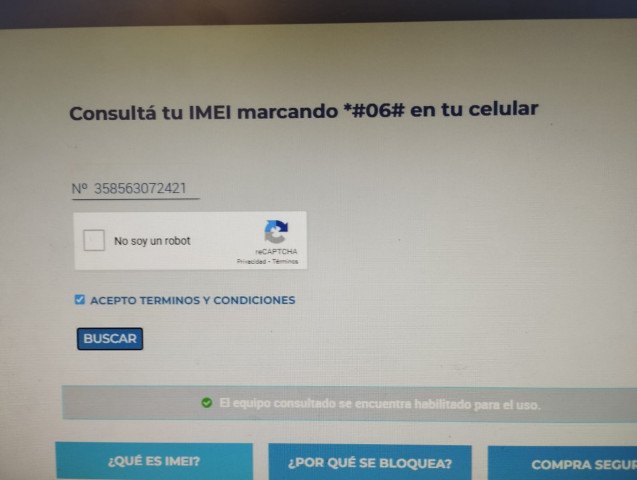 Consultá tu IMEI marcando *#06# en tu celular
Nº 358563072421
No soy un robot
reCAPTCHA
Privacidad - Términos
ACEPTO TERMINOS Y CONDICIONES
BUSCAR
El equipo consultado se encuentra habilitado para el uso.
¿QUÉ ES IMEI?
¿POR QUÉ SE BLOQUEA?
COMPRA SEGUR